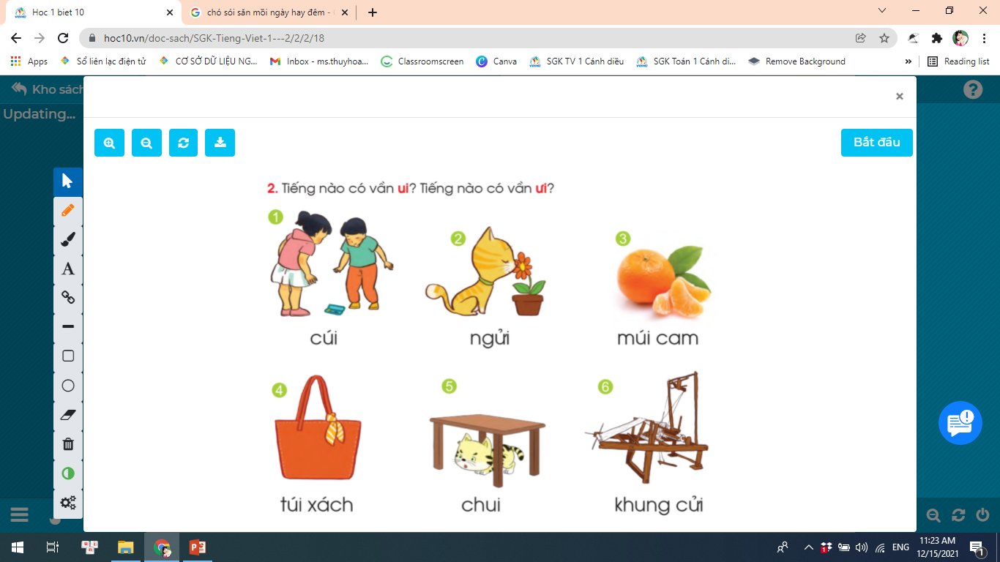 Hoc 1 biet 10
chó sói săn mồi ngày hay đêm -
hoc10.vn/doc-sach/SGK-Tieng-Viet-1---2/2/2/18
Apps Sổ liên lạc điện tử CƠ SỞ DỮ LIỆU NG... Inbox - ms.thuyhoa... Classroomscreen Canva SGK TV 1 Cánh diều SGK Toán 1 Cánh di... Remove Background » Reading list
Kho sách
Updating...
Bắt đầu
2. Tiếng nào có vần ui? Tiếng nào có vần ưi?
1
2
3
cúi
ngửi
múi cam
4
5
6
túi xách
chui
khung cửi
ENG
11:23 AM
12/15/2021